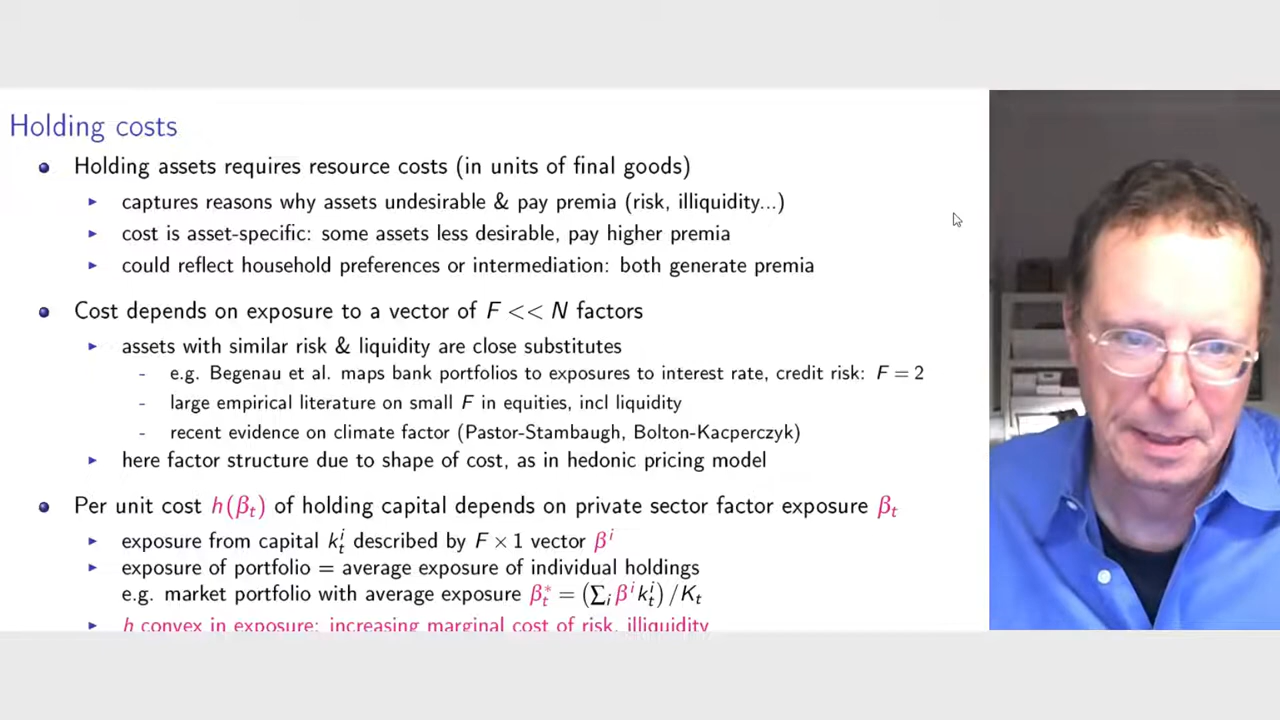 Holding costs
Holding assets requires resource costs (in units of final goods)
captures reasons why assets undesirable & pay premia (risk, illiquidity...)
cost is asset-specific: some assets less desirable, pay higher premia
could reflect household preferences or intermediation: both generate premia
Cost depends on exposure to a vector of F << N factors
assets with similar risk & liquidity are close substitutes
- e.g. Begenau et al. maps bank portfolios to exposures to interest rate, credit risk: F = 2
- large empirical literature on small F in equities, incl liquidity
- recent evidence on climate factor (Pastor-Stambaugh, Bolton-Kacperczyk)
here factor structure due to shape of cost, as in hedonic pricing model
Per unit cost h(β_t) of holding capital depends on private sector factor exposure β_t
exposure from capital k_t^i described by F × 1 vector β^i
exposure of portfolio = average exposure of individual holdings
e.g. market portfolio with average exposure β_t^* = (∑_i β^i k_t^i) / K_t
h convex in exposure: increasing marginal cost of risk, illiquidity